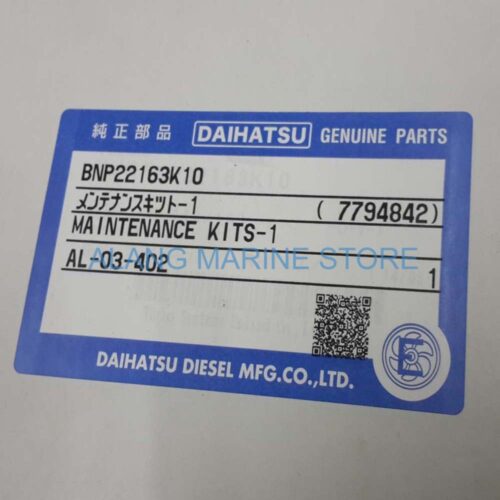 純正部品 DAIHATSU GENUINE PARTS
BNP22163K10
メンテナンスキット-1 (7794842)
MAINTENANCE KITS-1
ALANG MARINE STORE
AL-03-402 1
E
DAIHATSU DIESEL MFG.CO.,LTD.